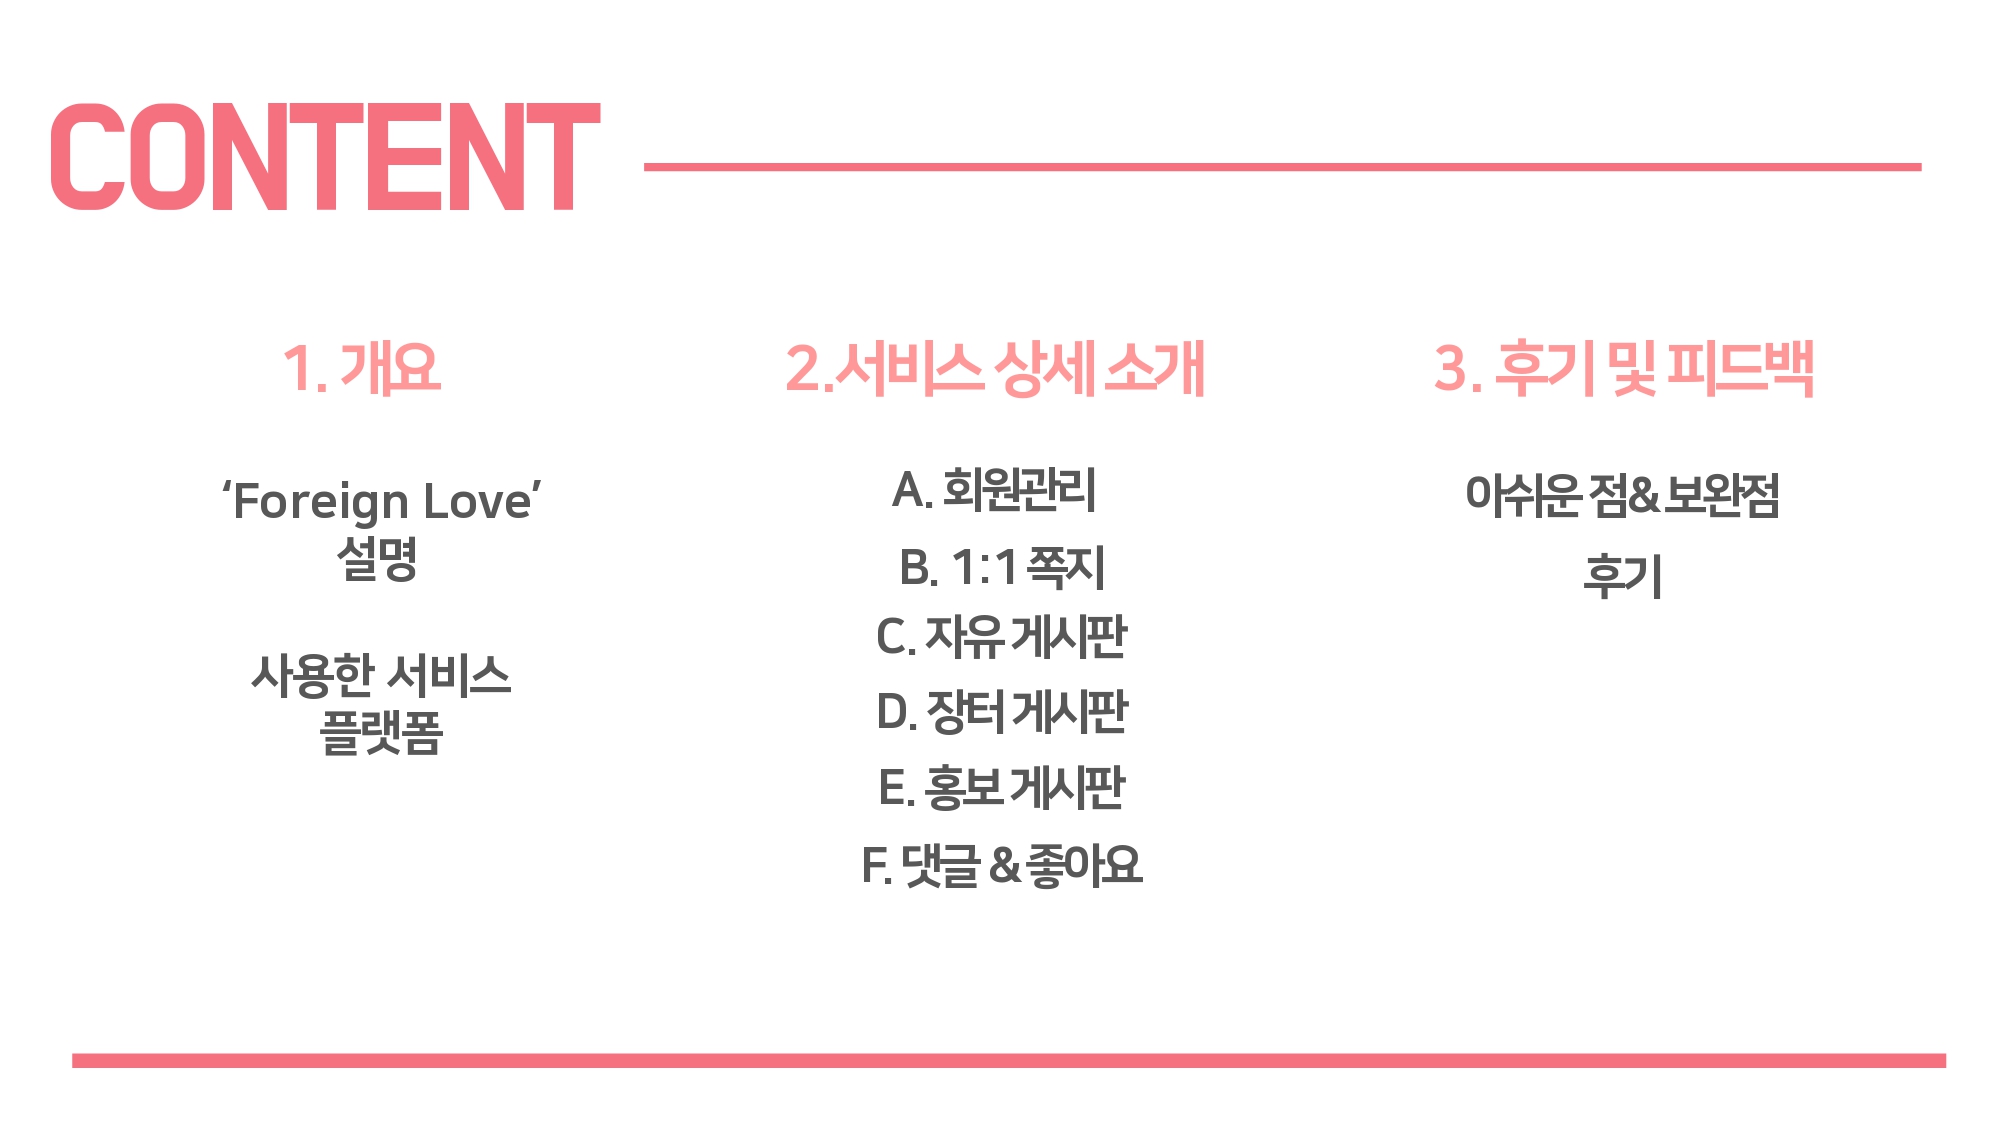 CONTENT
1. 개요
‘Foreign Love’
설명
사용한 서비스
플랫폼
2.서비스 상세 소개
A. 회원관리
B. 1:1 쪽지
C. 자유 게시판
D. 장터 게시판
E. 홍보 게시판
F. 댓글 & 좋아요
3. 후기 및 피드백
아쉬운 점& 보완점
후기